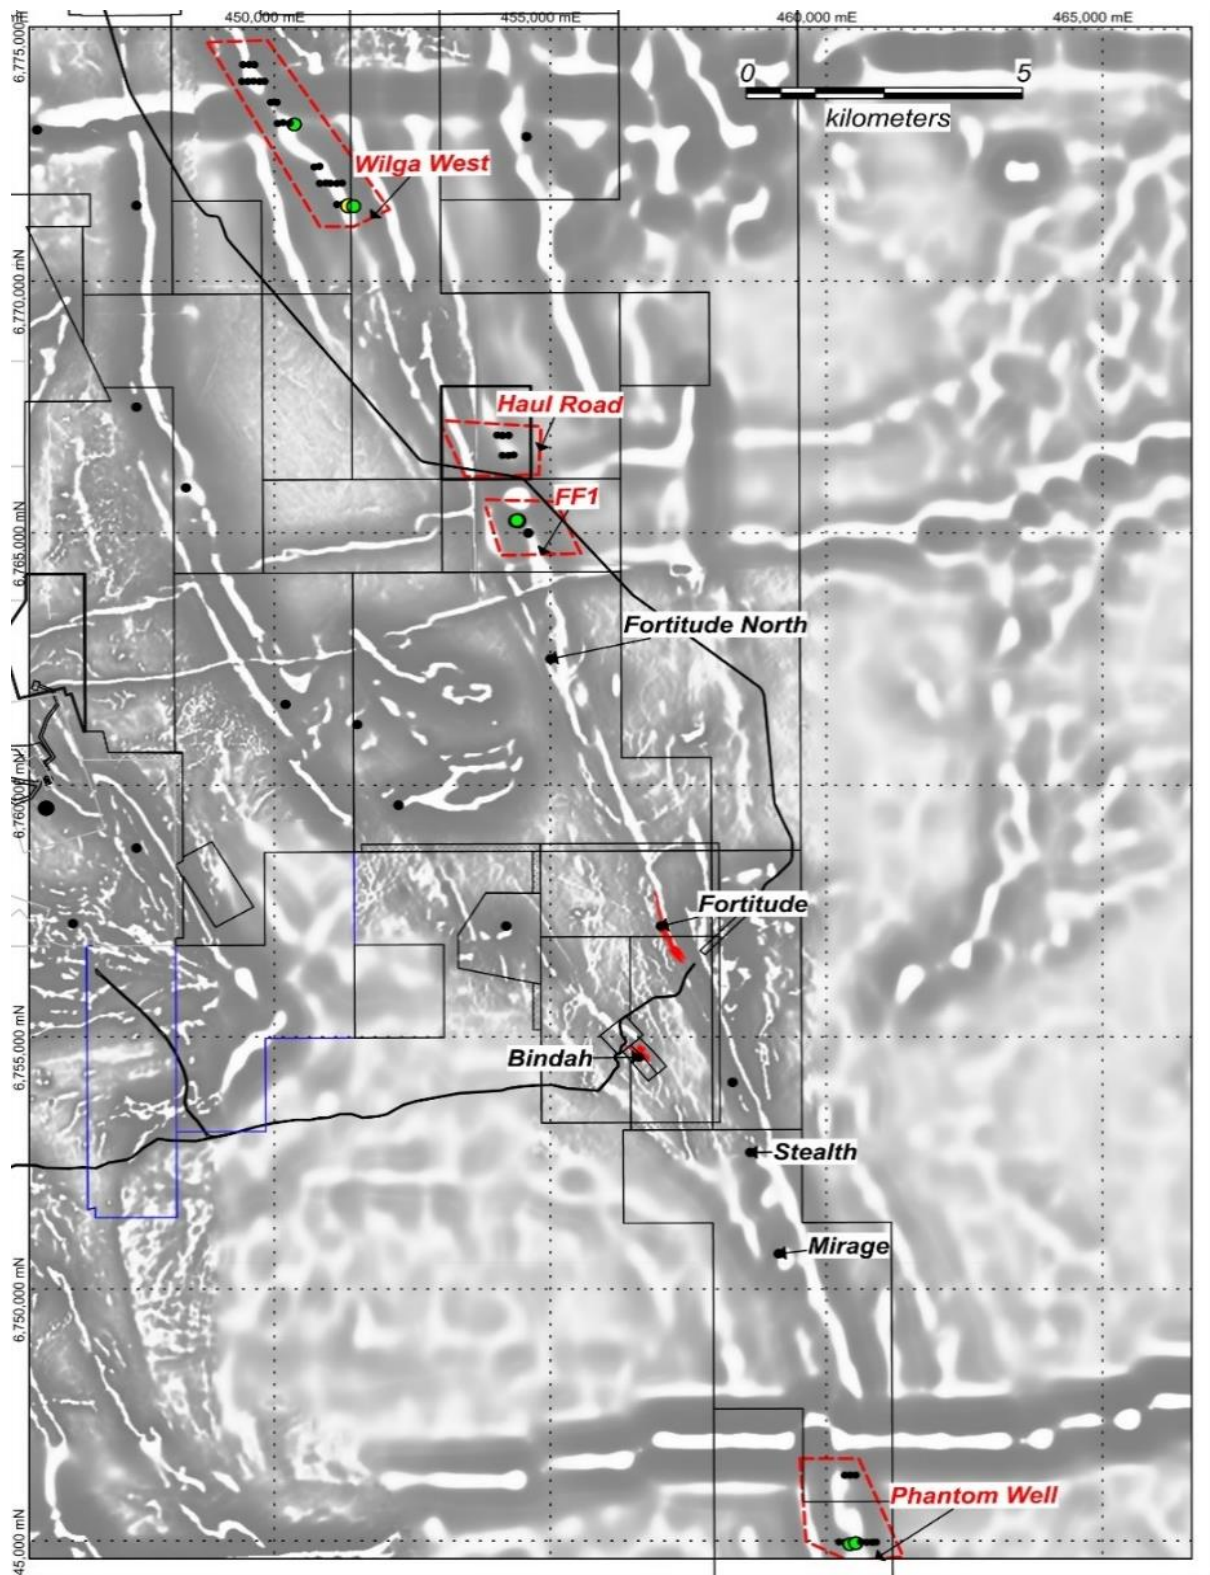 450,000 mE
455,000 mE
460,000 mE
465,000 mE
6,775,000 mN
0
5
kilometers
Wilga West
6,770,000 mN
Haul Road
FF1
6,765,000 mN
Fortitude North
6,760,000 mN
Fortitude
6,755,000 mN
Bindah
Stealth
Mirage
6,750,000 mN
Phantom Well
45,000 mN